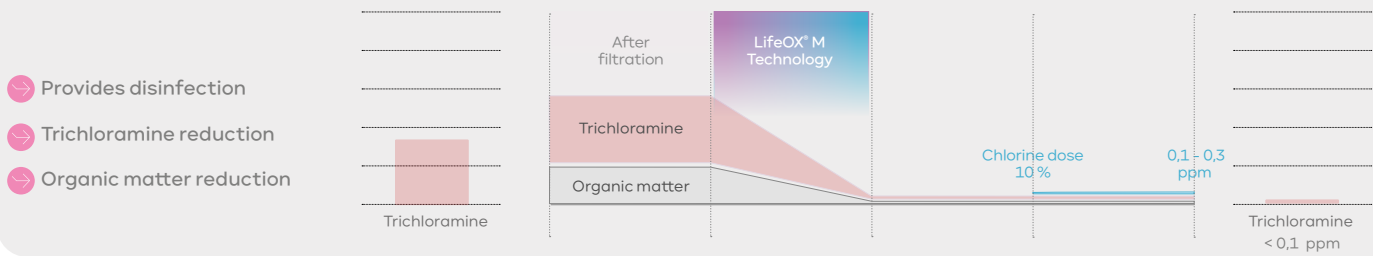 Provides disinfection
Trichloramine reduction
Organic matter reduction
Trichloramine
After
filtration
LifeOX® M
Technology
Trichloramine
Organic matter
Chlorine dose
10 %
0,1 - 0,3
ppm
Trichloramine
< 0,1 ppm